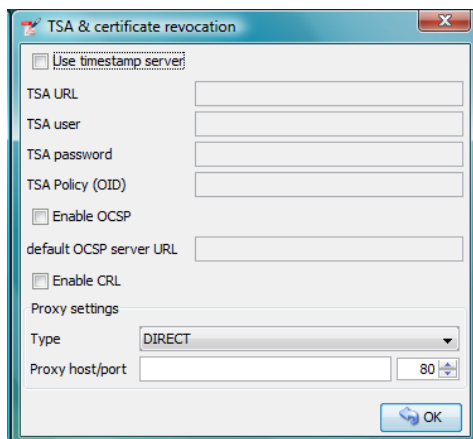 TSA & certificate revocation
Use timestamp server
TSA URL
TSA user
TSA password
TSA Policy (OID)
Enable OCSP
default OCSP server URL
Enable CRL
Proxy settings
Type DIRECT
Proxy host/port 80
OK